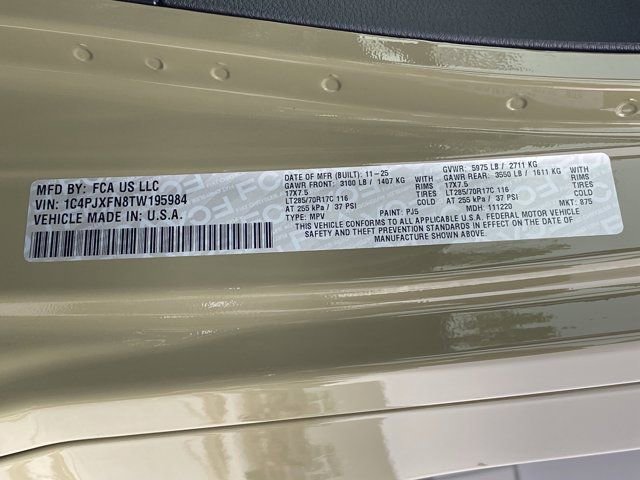 MFD BY: FCA US LLC
VIN: 1C4PJXFN8TW195984
VEHICLE MADE IN U.S.A.
DATE OF MFR (BUILT): 11-25 GVWR: 5975 LB / 2711 KG
GAWR FRONT: 3100 LB / 1407 KG WITH GAWR REAR: 3550 LB / 1611 KG WITH
17X7.5 RIMS 17X7.5 RIMS
LT285/70R17C 116 TIRES LT285/70R17C 116 TIRES
AT 255 kPa / 37 PSI COLD AT 255 kPa / 37 PSI COLD
TYPE: MPV PAINT: PJ5 MDH: 111220 MKT: 875
THIS VEHICLE CONFORMS TO ALL APPLICABLE U.S.A. FEDERAL MOTOR VEHICLE
SAFETY AND THEFT PREVENTION STANDARDS IN EFFECT ON THE DATE OF
MANUFACTURE SHOWN ABOVE.